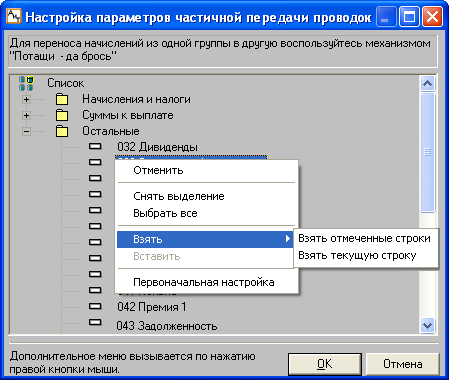 Настройка параметров частичной передачи проводок
Для переноса начислений из одной группы в другую воспользуйтесь механизмом
"Потащи - да брось"
Список
Начисления и налоги
Суммы к выплате
Остальные
032 Дивиденды
Отменить
Снять выделение
Выбрать все
Взять
Взять отмеченные строки
Вставить
Взять текущую строку
Первоначальная настройка
042 Премия 1
043 Задолженность
Дополнительное меню вызывается по нажатию
правой кнопки мыши.
OK
Отмена